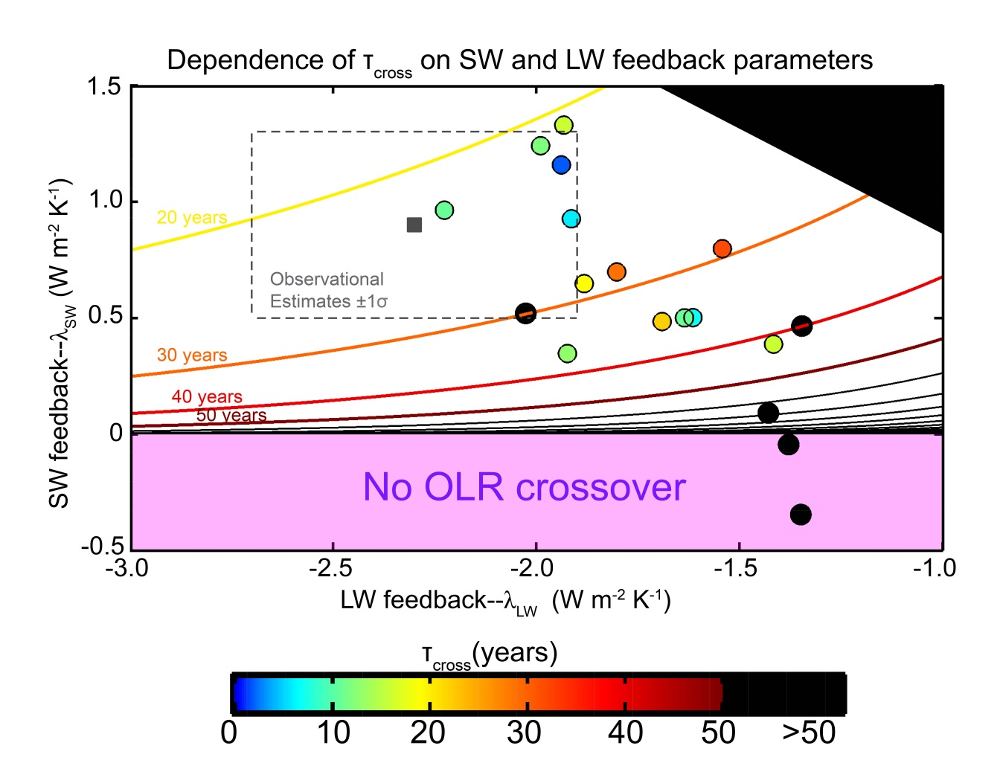 Dependence of τcross on SW and LW feedback parameters
1.5
1.0
0.5
0
-0.5
SW feedback--λSW (W m-2 K-1)
20 years
Observational
Estimates ±1σ
30 years
40 years
50 years
No OLR crossover
-3.0 -2.5 -2.0 -1.5 -1.0
LW feedback--λLW (W m-2 K-1)
τcross(years)
0 10 20 30 40 50 >50